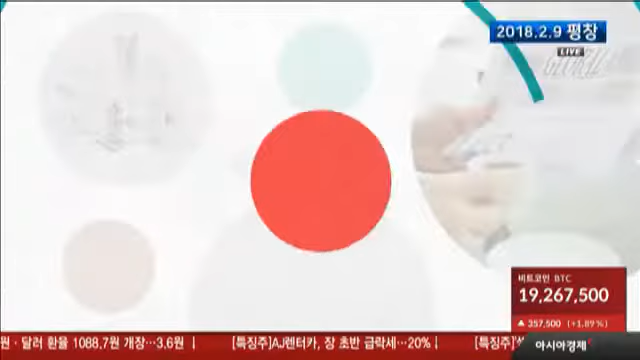 2018.2.9 평창
LIVE
비트코인 BTC
19,267,500
▲ 357,500 (+1.89%)
원 · 달러 환율 1088.7원 개장…3.6원 ↓ [특징주]AJ렌터카, 장 초반 급락세…20%↓ [특징주]
아시아경제